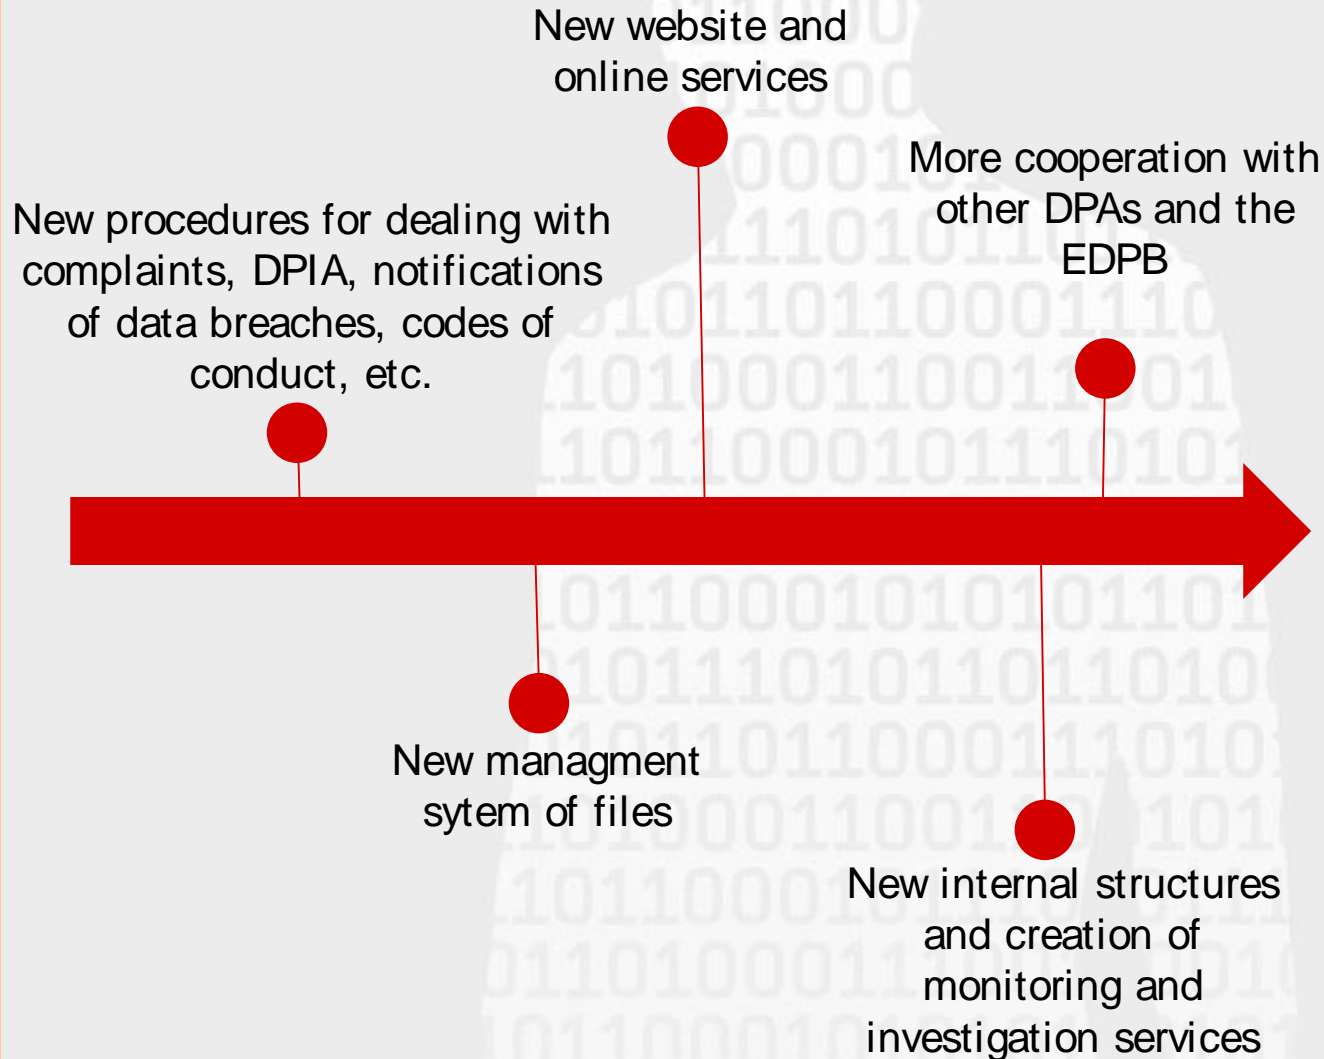 New website and
online services
More cooperation with
other DPAs and the
EDPB
New procedures for dealing with
complaints, DPIA, notifications
of data breaches, codes of
conduct, etc.
New managment
sytem of files
New internal structures
and creation of
monitoring and
investigation services